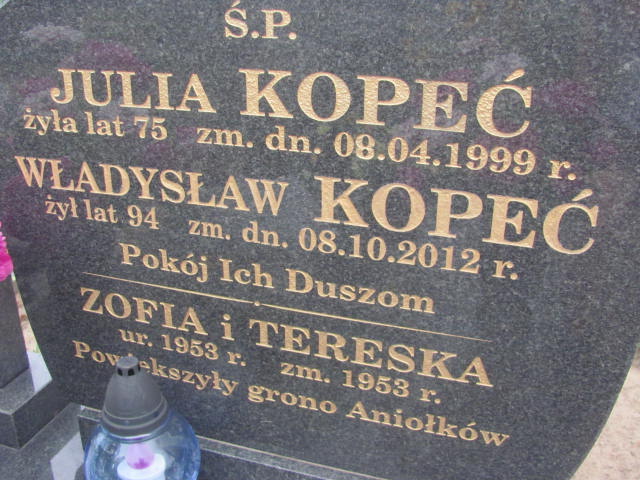 Ś.P.
JULIA KOPEĆ
żyła lat 75 zm. dn. 08.04.1999 r.
WŁADYSŁAW KOPEĆ
żył lat 94 zm. dn. 08.10.2012 r.
Pokój Ich Duszom
ZOFIA i TERESKA
ur. 1953 r. zm. 1953 r.
Powiększyły grono Aniołków